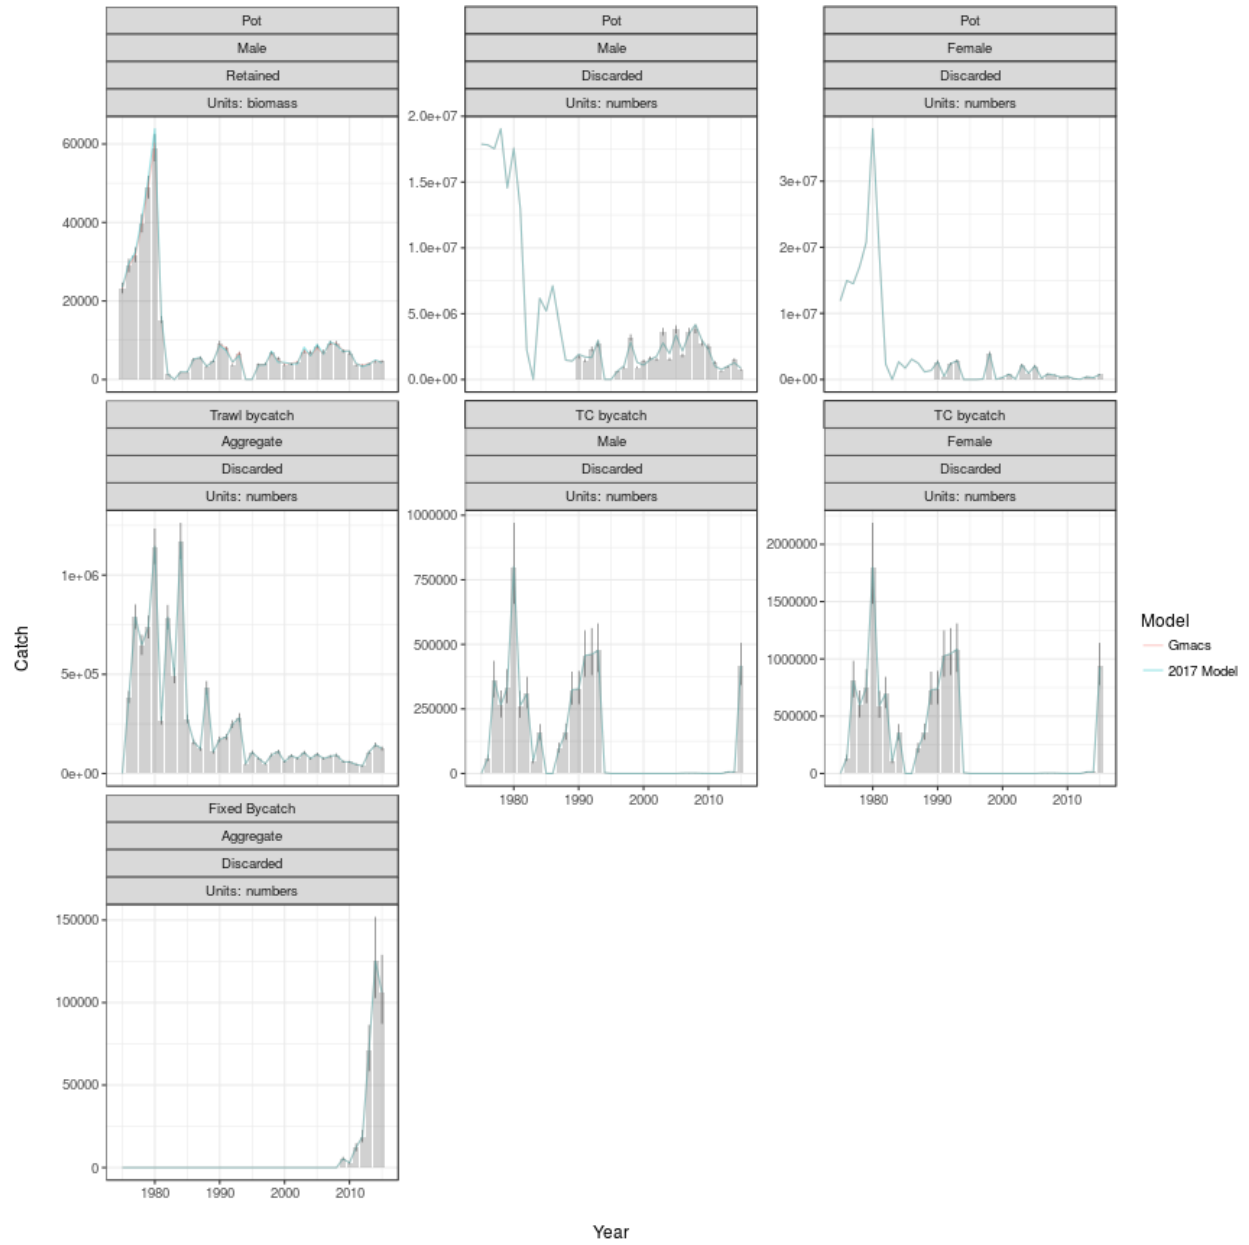 Pot
Male
Retained
Units: biomass
60000
40000
20000
0
Pot
Male
Discarded
Units: numbers
2.0e+07
1.5e+07
1.0e+07
5.0e+06
0.0e+00
Pot
Female
Discarded
Units: numbers
3e+07
2e+07
1e+07
0e+00
Trawl bycatch
Aggregate
Discarded
Units: numbers
1e+06
5e+05
0e+00
TC bycatch
Male
Discarded
Units: numbers
1000000
750000
500000
250000
0
1980 1990 2000 2010
TC bycatch
Female
Discarded
Units: numbers
2000000
1500000
1000000
500000
0
1980 1990 2000 2010
Fixed Bycatch
Aggregate
Discarded
Units: numbers
150000
100000
50000
0
1980 1990 2000 2010
Catch
Year
Model
Gmacs
2017 Model